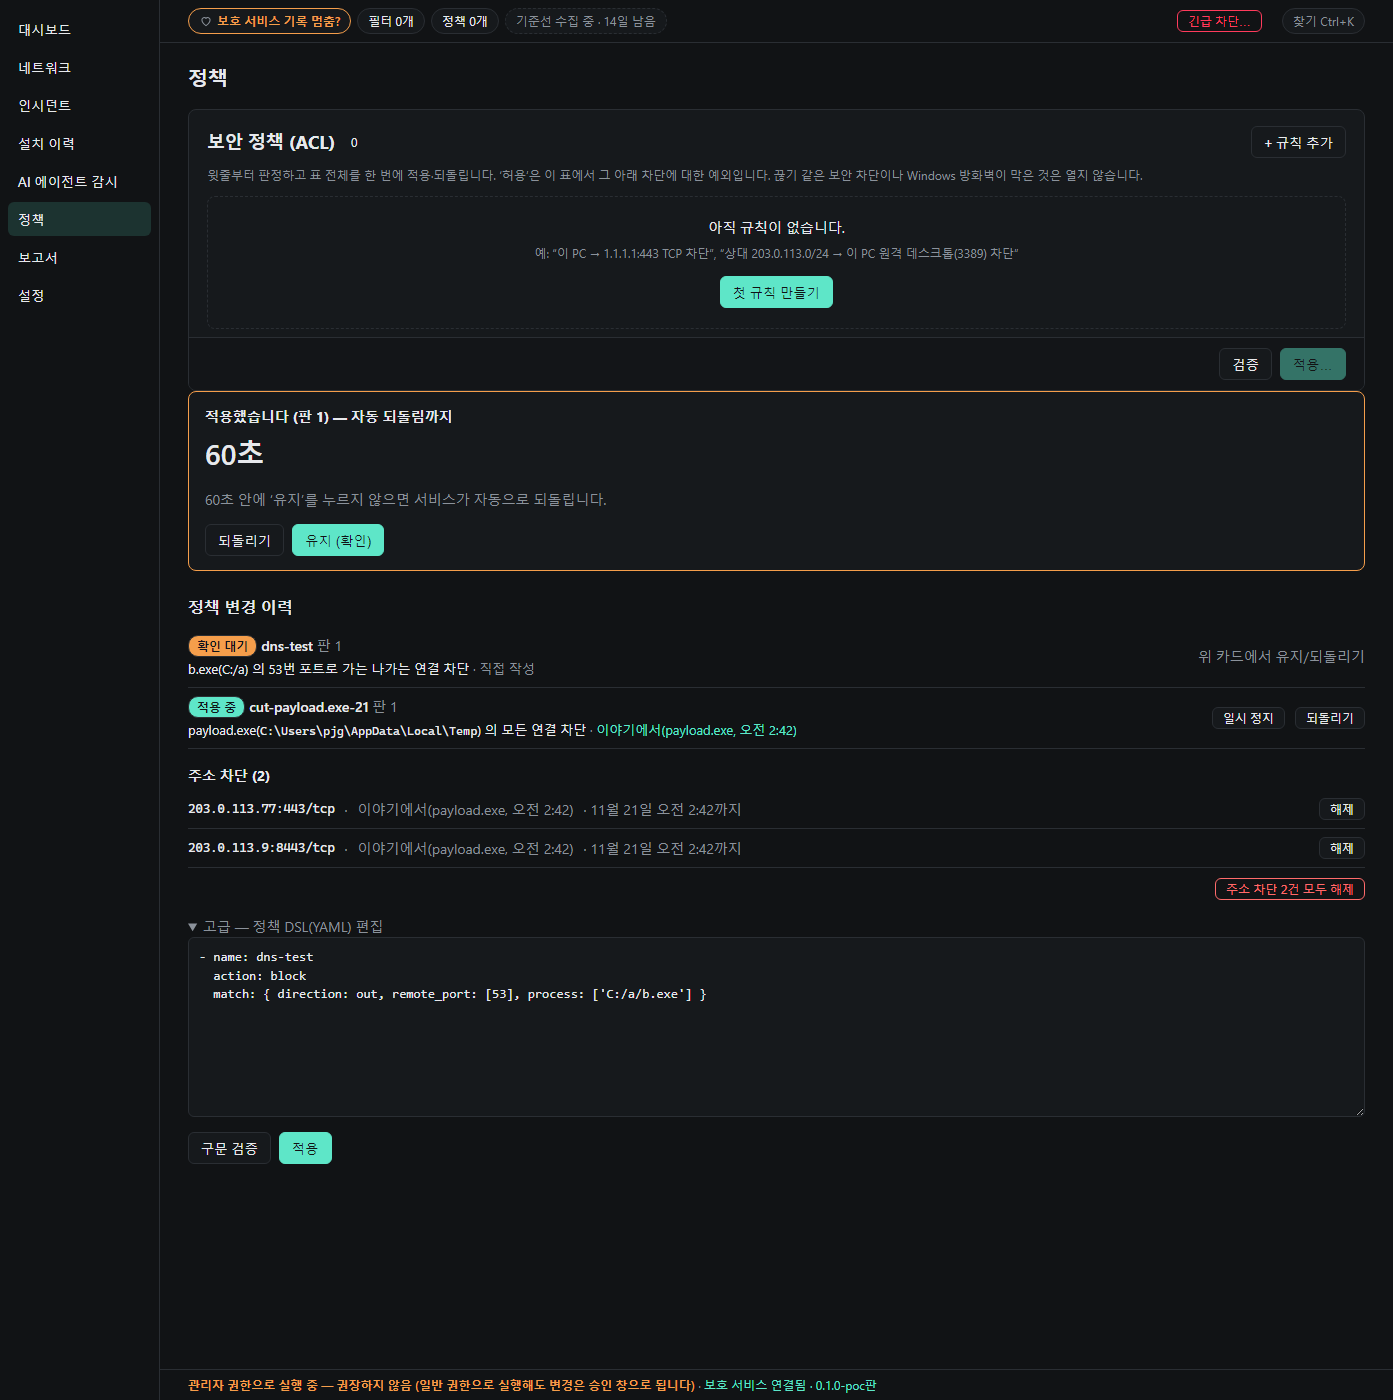 대시보드
네트워크
인시던트
설치 이력
AI 에이전트 감시
정책
보고서
설정
♡ 보호 서비스 기록 멈춤?
필터 0개
정책 0개
기준선 수집 중 · 14일 남음
긴급 차단...
찾기 Ctrl+K
정책
보안 정책 (ACL) 0
+ 규칙 추가
윗줄부터 판정하고 표 전체를 한 번에 적용·되돌립니다. ‘허용’은 이 표에서 그 아래 차단에 대한 예외입니다. 끊기 같은 보안 차단이나 Windows 방화벽이 막은 것은 열지 않습니다.
아직 규칙이 없습니다.
예: “이 PC → 1.1.1.1:443 TCP 차단”, “상대 203.0.113.0/24 → 이 PC 원격 데스크톱(3389) 차단”
첫 규칙 만들기
검증
적용...
적용했습니다 (판 1) — 자동 되돌림까지
60초
60초 안에 ‘유지’를 누르지 않으면 서비스가 자동으로 되돌립니다.
되돌리기
유지 (확인)
정책 변경 이력
확인 대기 dns-test 판 1
b.exe(C:/a) 의 53번 포트로 가는 나가는 연결 차단 · 직접 작성
위 카드에서 유지/되돌리기
적용 중 cut-payload.exe-21 판 1
payload.exe(C:\Users\pjg\AppData\Local\Temp) 의 모든 연결 차단 · 이야기에서(payload.exe, 오전 2:42)
일시 정지
되돌리기
주소 차단 (2)
203.0.113.77:443/tcp · 이야기에서(payload.exe, 오전 2:42) · 11월 21일 오전 2:42까지
해제
203.0.113.9:8443/tcp · 이야기에서(payload.exe, 오전 2:42) · 11월 21일 오전 2:42까지
해제
주소 차단 2건 모두 해제
▼ 고급 — 정책 DSL(YAML) 편집
- name: dns-test
action: block
match: { direction: out, remote_port: [53], process: ['C:/a/b.exe'] }
구문 검증
적용
관리자 권한으로 실행 중 — 권장하지 않음 (일반 권한으로 실행해도 변경은 승인 창으로 됩니다) · 보호 서비스 연결됨 · 0.1.0-poc판